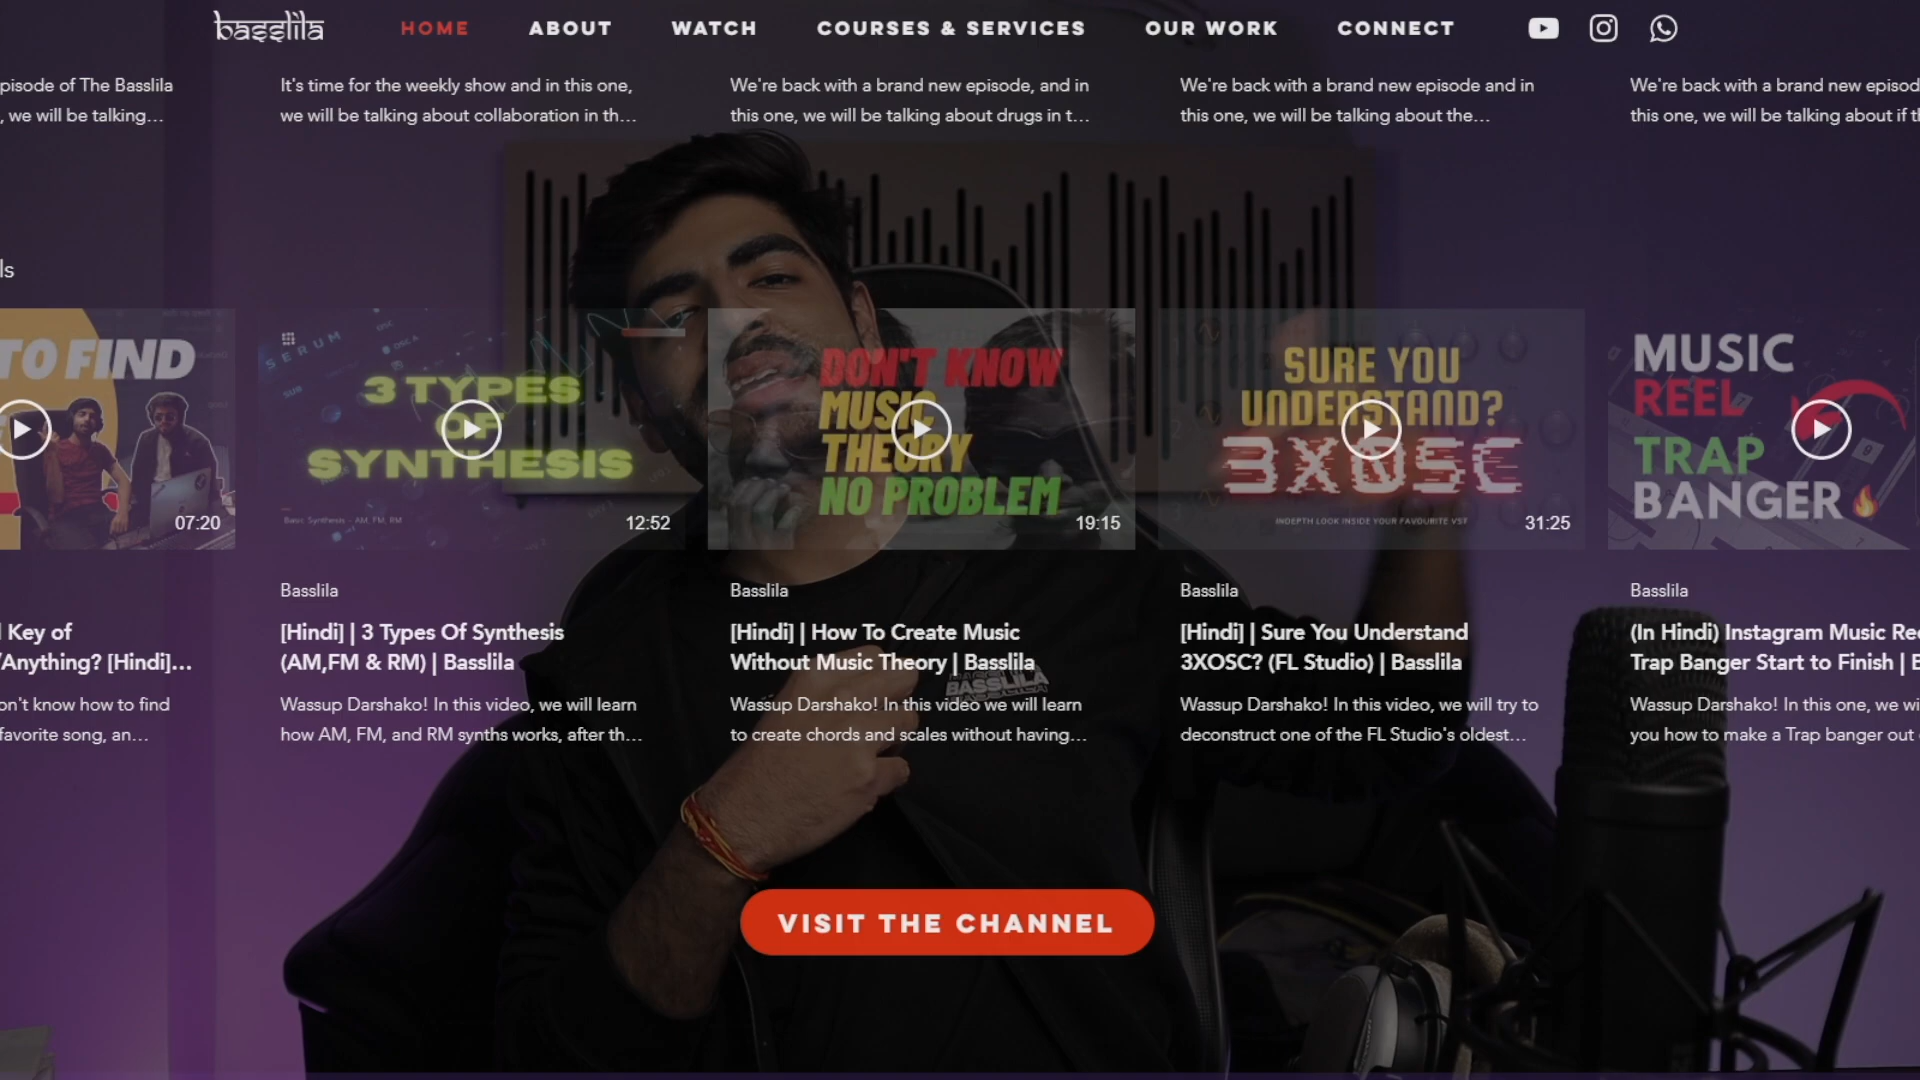 basslila
HOME
ABOUT
WATCH
COURSES & SERVICES
OUR WORK
CONNECT
pisode of The Basslila
, we will be talking...
It's time for the weekly show and in this one,
we will be talking about collaboration in th...
We're back with a brand new episode, and in
this one, we will be talking about drugs in t...
We're back with a brand new episode and in
this one, we will be talking about the...
We're back with a brand new episod
this one, we will be talking about if t
ls
TO FIND
07:20
SERUM
3 TYPES
OF
SYNTHESIS
Basic Synthesis - AM, FM, RM
12:52
DON'T KNOW
MUSIC
THEORY
NO PROBLEM
19:15
SURE YOU
UNDERSTAND?
3XOSC
INDEPTH LOOK INSIDE YOUR FAVOURITE VST
31:25
MUSIC
REEL
TRAP
BANGER🔥
Key of
/Anything? [Hindi]...
on't know how to find
favorite song, an...
Basslila
[Hindi] | 3 Types Of Synthesis
(AM,FM & RM) | Basslila
Wassup Darshako! In this video, we will learn
how AM, FM, and RM synths works, after th...
Basslila
[Hindi] | How To Create Music
Without Music Theory | Basslila
Wassup Darshako! In this video we will learn
to create chords and scales without having...
Basslila
[Hindi] | Sure You Understand
3XOSC? (FL Studio) | Basslila
Wassup Darshako! In this video, we will try to
deconstruct one of the FL Studio's oldest...
Basslila
(In Hindi) Instagram Music Re
Trap Banger Start to Finish |
Wassup Darshako! In this one, we wi
you how to make a Trap banger out
BASSLILA
VISIT THE CHANNEL